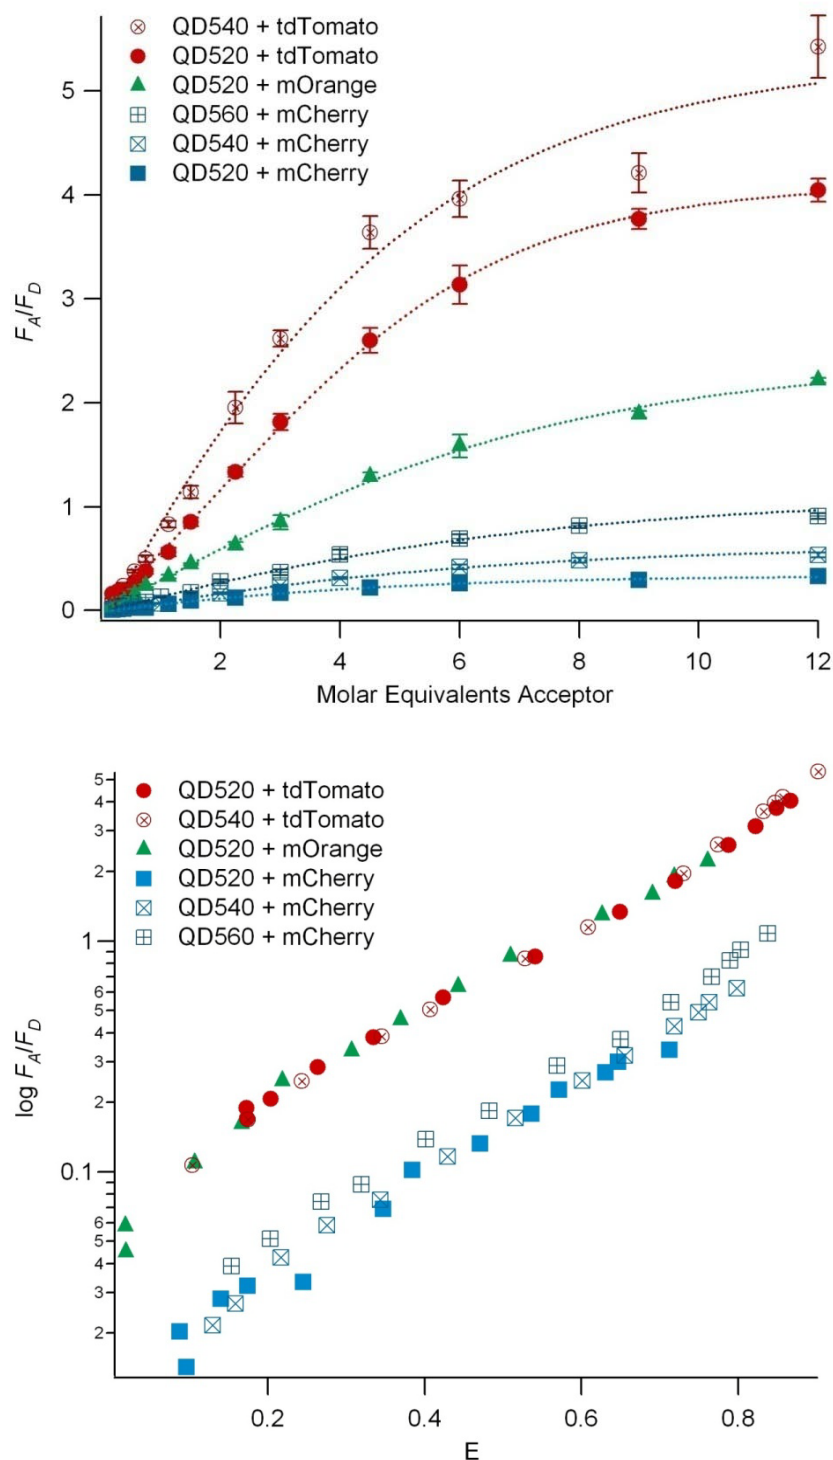 QD540 + tdTomato
QD520 + tdTomato
QD520 + mOrange
QD560 + mCherry
QD540 + mCherry
QD520 + mCherry
5
4
3
2
1
0
F_A/F_D
2 4 6 8 10 12
Molar Equivalents Acceptor
QD520 + tdTomato
QD540 + tdTomato
QD520 + mOrange
QD520 + mCherry
QD540 + mCherry
QD560 + mCherry
5
4
3
2
1
6
5
4
3
2
0.1
6
5
4
3
2
log F_A/F_D
0.2 0.4 0.6 0.8
E